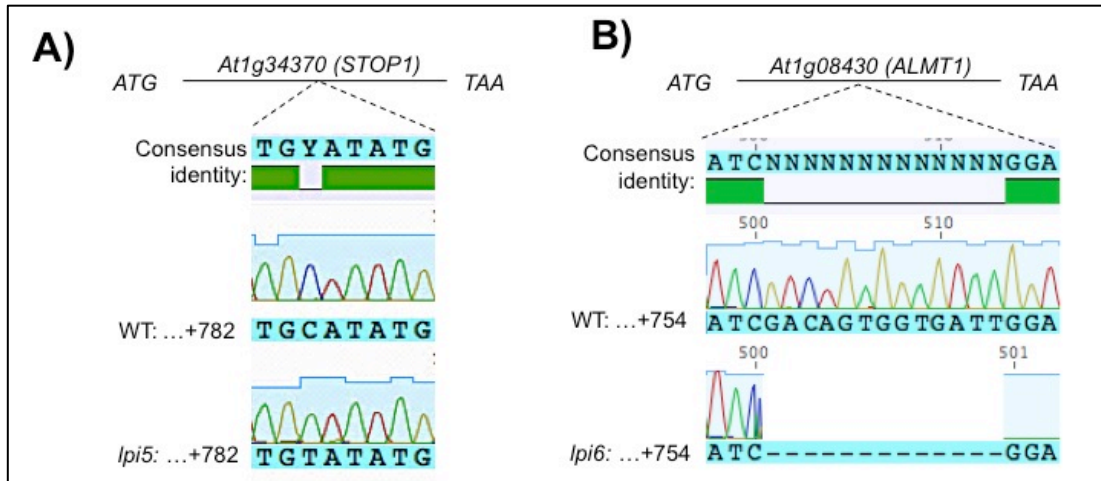 A)
At1g34370 (STOP1)
ATG TAA
Consensus identity:
TGYATATG
WT: ...+782 TGCATATG
lpi5: ...+782 TGTATATG
B)
At1g08430 (ALMT1)
ATG TAA
Consensus identity:
ATCNNNNNNNNNNNNNGGA
500 510
WT: ...+754 ATCGACAGTGGTGATTGGA
500 501
lpi6: ...+754 ATC-------------GGA